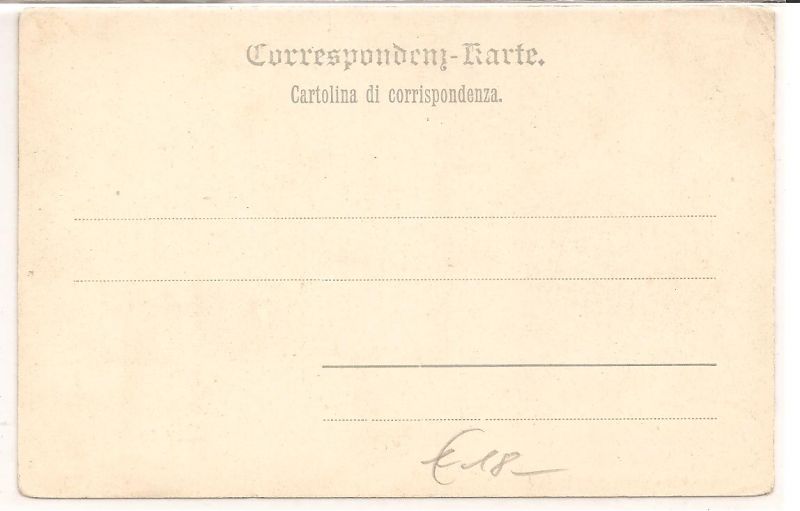 Correspondenz-Karte.
Cartolina di corrispondenza.
€ 18-